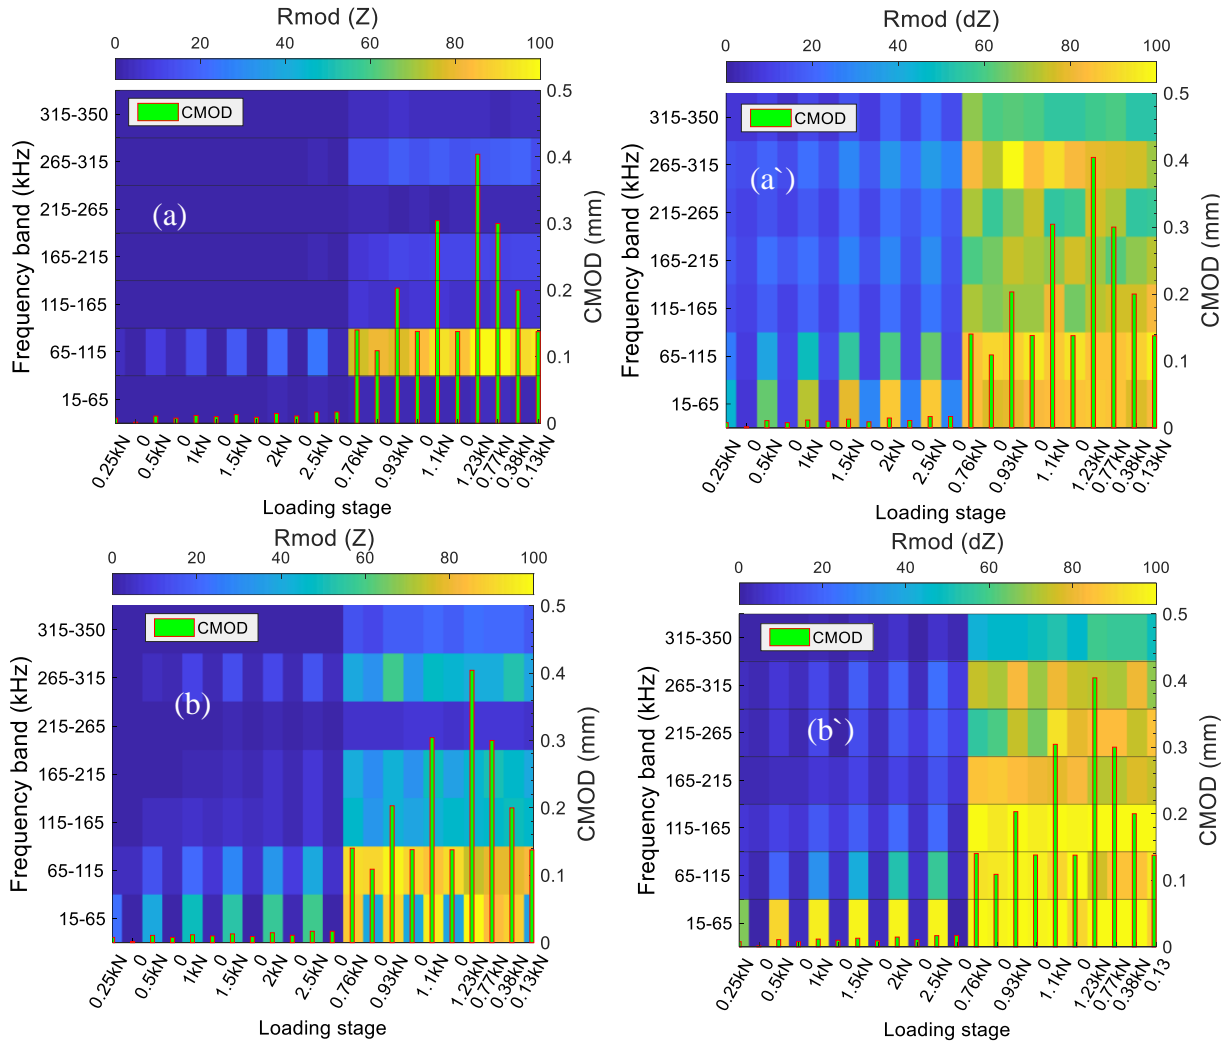 Rmod (Z)
0 20 40 60 80 100
CMOD
Frequency band (kHz)
315-350
265-315
215-265
165-215
115-165
65-115
15-65
(a)
0.5
0.4
0.3
0.2
0.1
0
CMOD (mm)
0.25kN 0 0.5kN 0 1kN 0 1.5kN 0 2kN 0 2.5kN 0 0.76kN 0 0.93kN 0 1.1kN 0 1.23kN 0.77kN 0.38kN 0.13kN
Loading stage
Rmod (dZ)
0 20 40 60 80 100
CMOD
Frequency band (kHz)
315-350
265-315
215-265
165-215
115-165
65-115
15-65
(a`)
0.5
0.4
0.3
0.2
0.1
0
CMOD (mm)
0.25kN 0 0.5kN 0 1kN 0 1.5kN 0 2kN 0 2.5kN 0 0.76kN 0 0.93kN 0 1.1kN 0 1.23kN 0.77kN 0.38kN 0.13kN
Loading stage
Rmod (Z)
0 20 40 60 80 100
CMOD
Frequency band (kHz)
315-350
265-315
215-265
165-215
115-165
65-115
15-65
(b)
0.5
0.4
0.3
0.2
0.1
0
CMOD (mm)
0.25kN 0 0.5kN 0 1kN 0 1.5kN 0 2kN 0 2.5kN 0 0.76kN 0 0.93kN 0 1.1kN 0 1.23kN 0.77kN 0.38kN 0.13kN
Loading stage
Rmod (dZ)
0 20 40 60 80 100
CMOD
Frequency band (kHz)
315-350
265-315
215-265
165-215
115-165
65-115
15-65
(b`)
0.5
0.4
0.3
0.2
0.1
0
CMOD (mm)
0.25kN 0 0.5kN 0 1kN 0 1.5kN 0 2kN 0 2.5kN 0 0.76kN 0 0.93kN 0 1.1kN 0 1.23kN 0.77kN 0.38kN 0.13
Loading stage